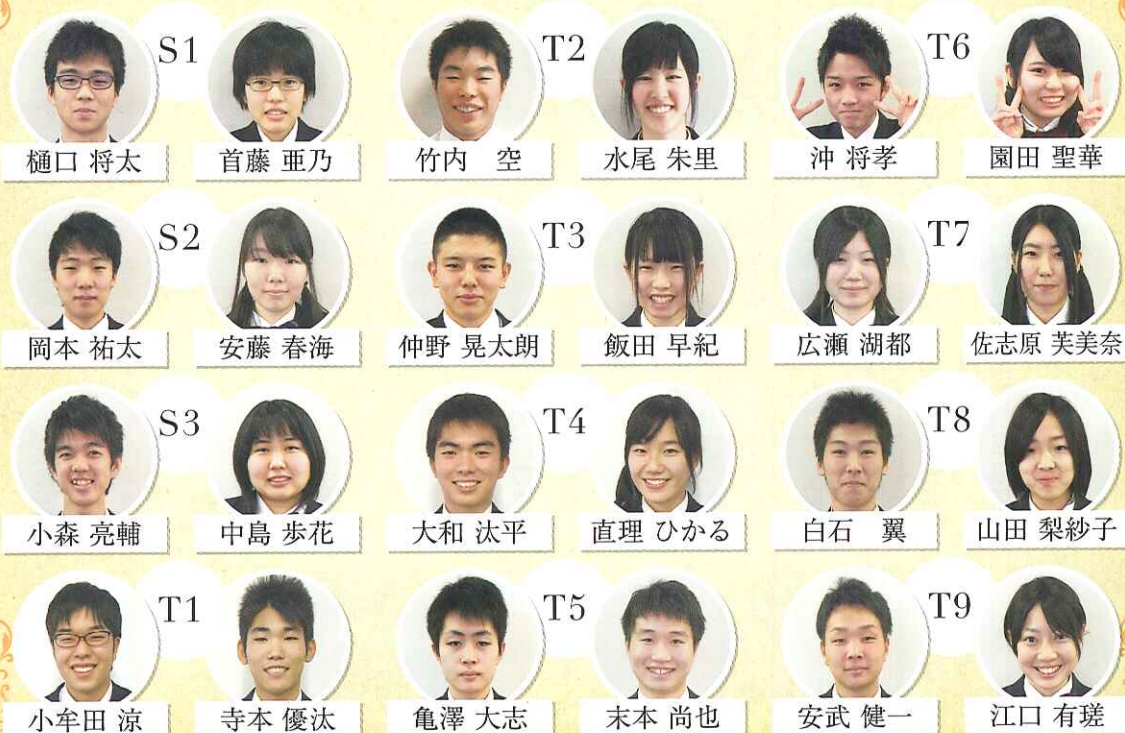 S1
樋口 将太
首藤 亜乃
T2
竹内 空
水尾 朱里
T6
沖 将孝
園田 聖華
S2
岡本 祐太
安藤 春海
T3
仲野 晃太朗
飯田 早紀
T7
広瀬 湖都
佐志原 芙美奈
S3
小森 亮輔
中島 歩花
T4
大和 汰平
直理 ひかる
T8
白石 翼
山田 梨紗子
T1
小牟田 涼
寺本 優汰
T5
亀澤 大志
末本 尚也
T9
安武 健一
江口 有瑳